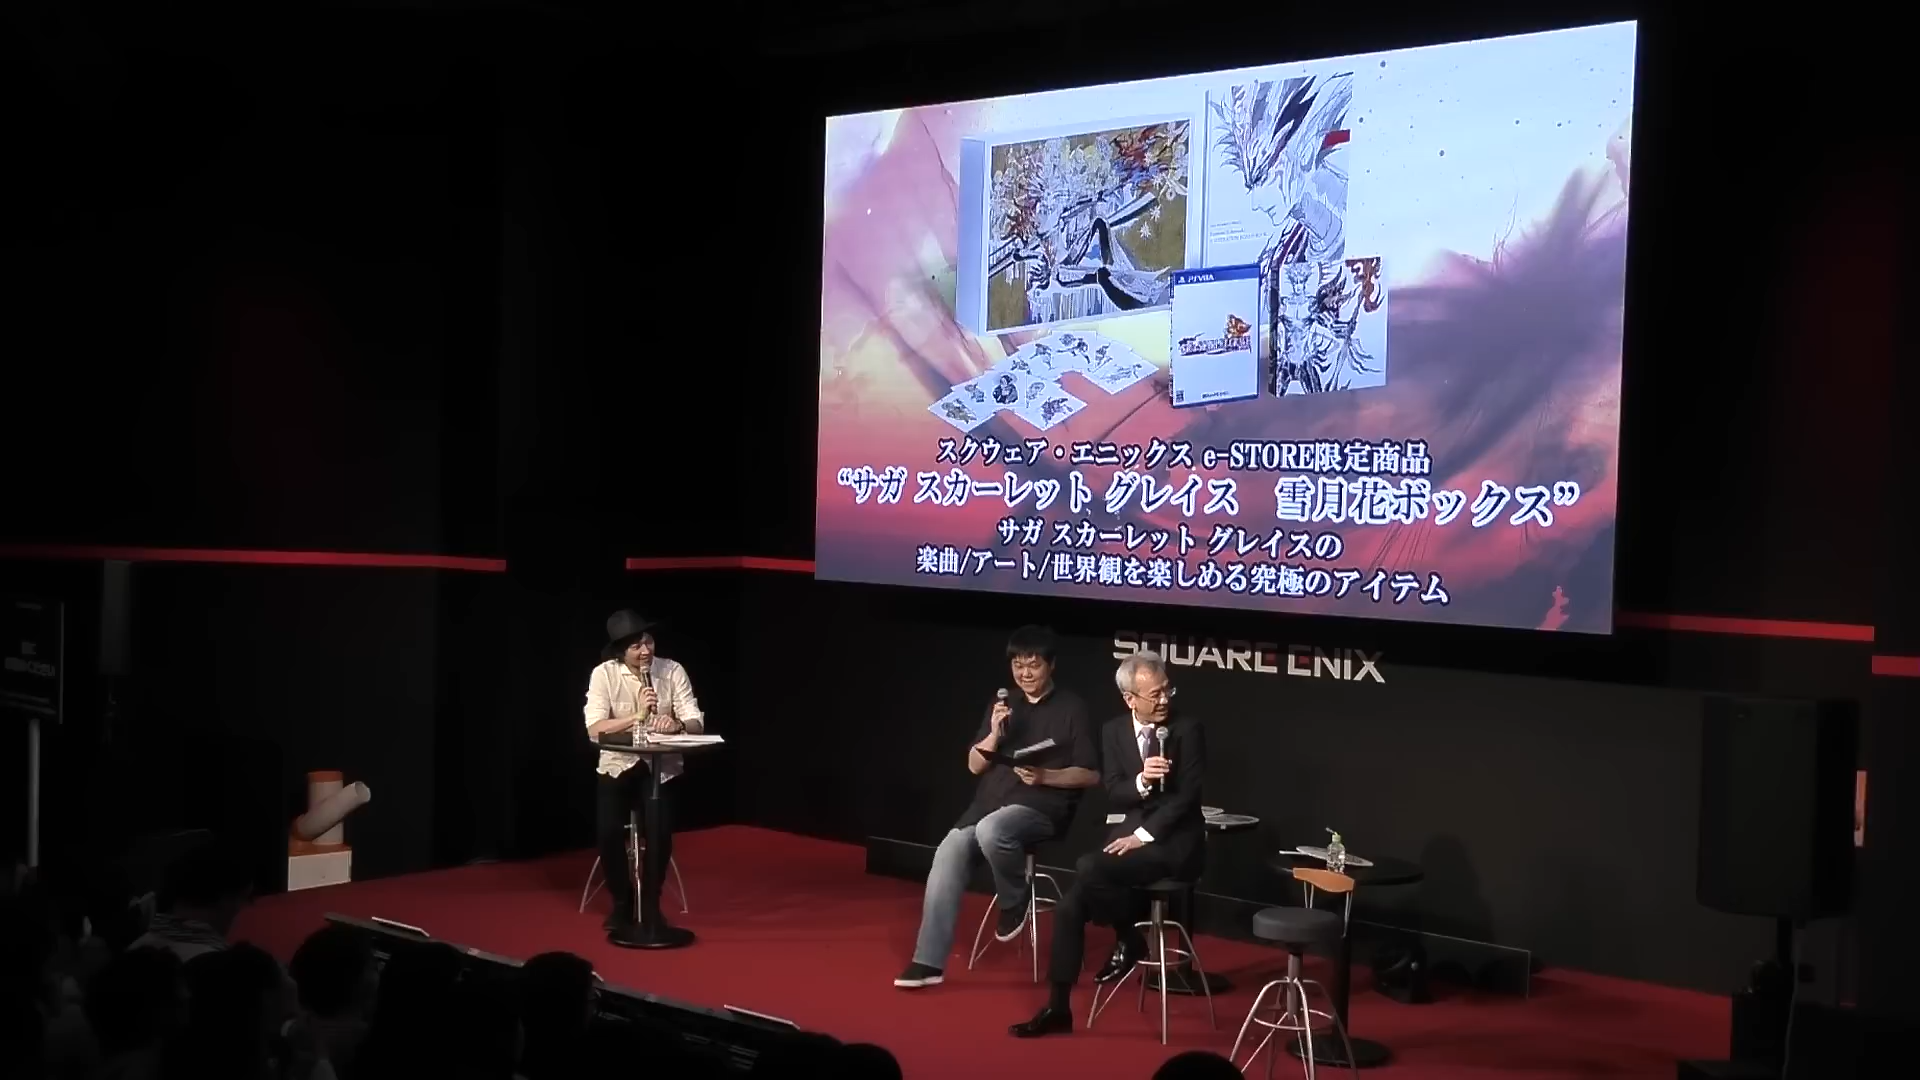 PSVITA
スクウェア・エニックス e-STORE限定商品
“サガ スカーレット グレイス 雪月花ボックス”
サガ スカーレット グレイスの
楽曲/アート/世界観を楽しめる究極のアイテム
SQUARE ENIX